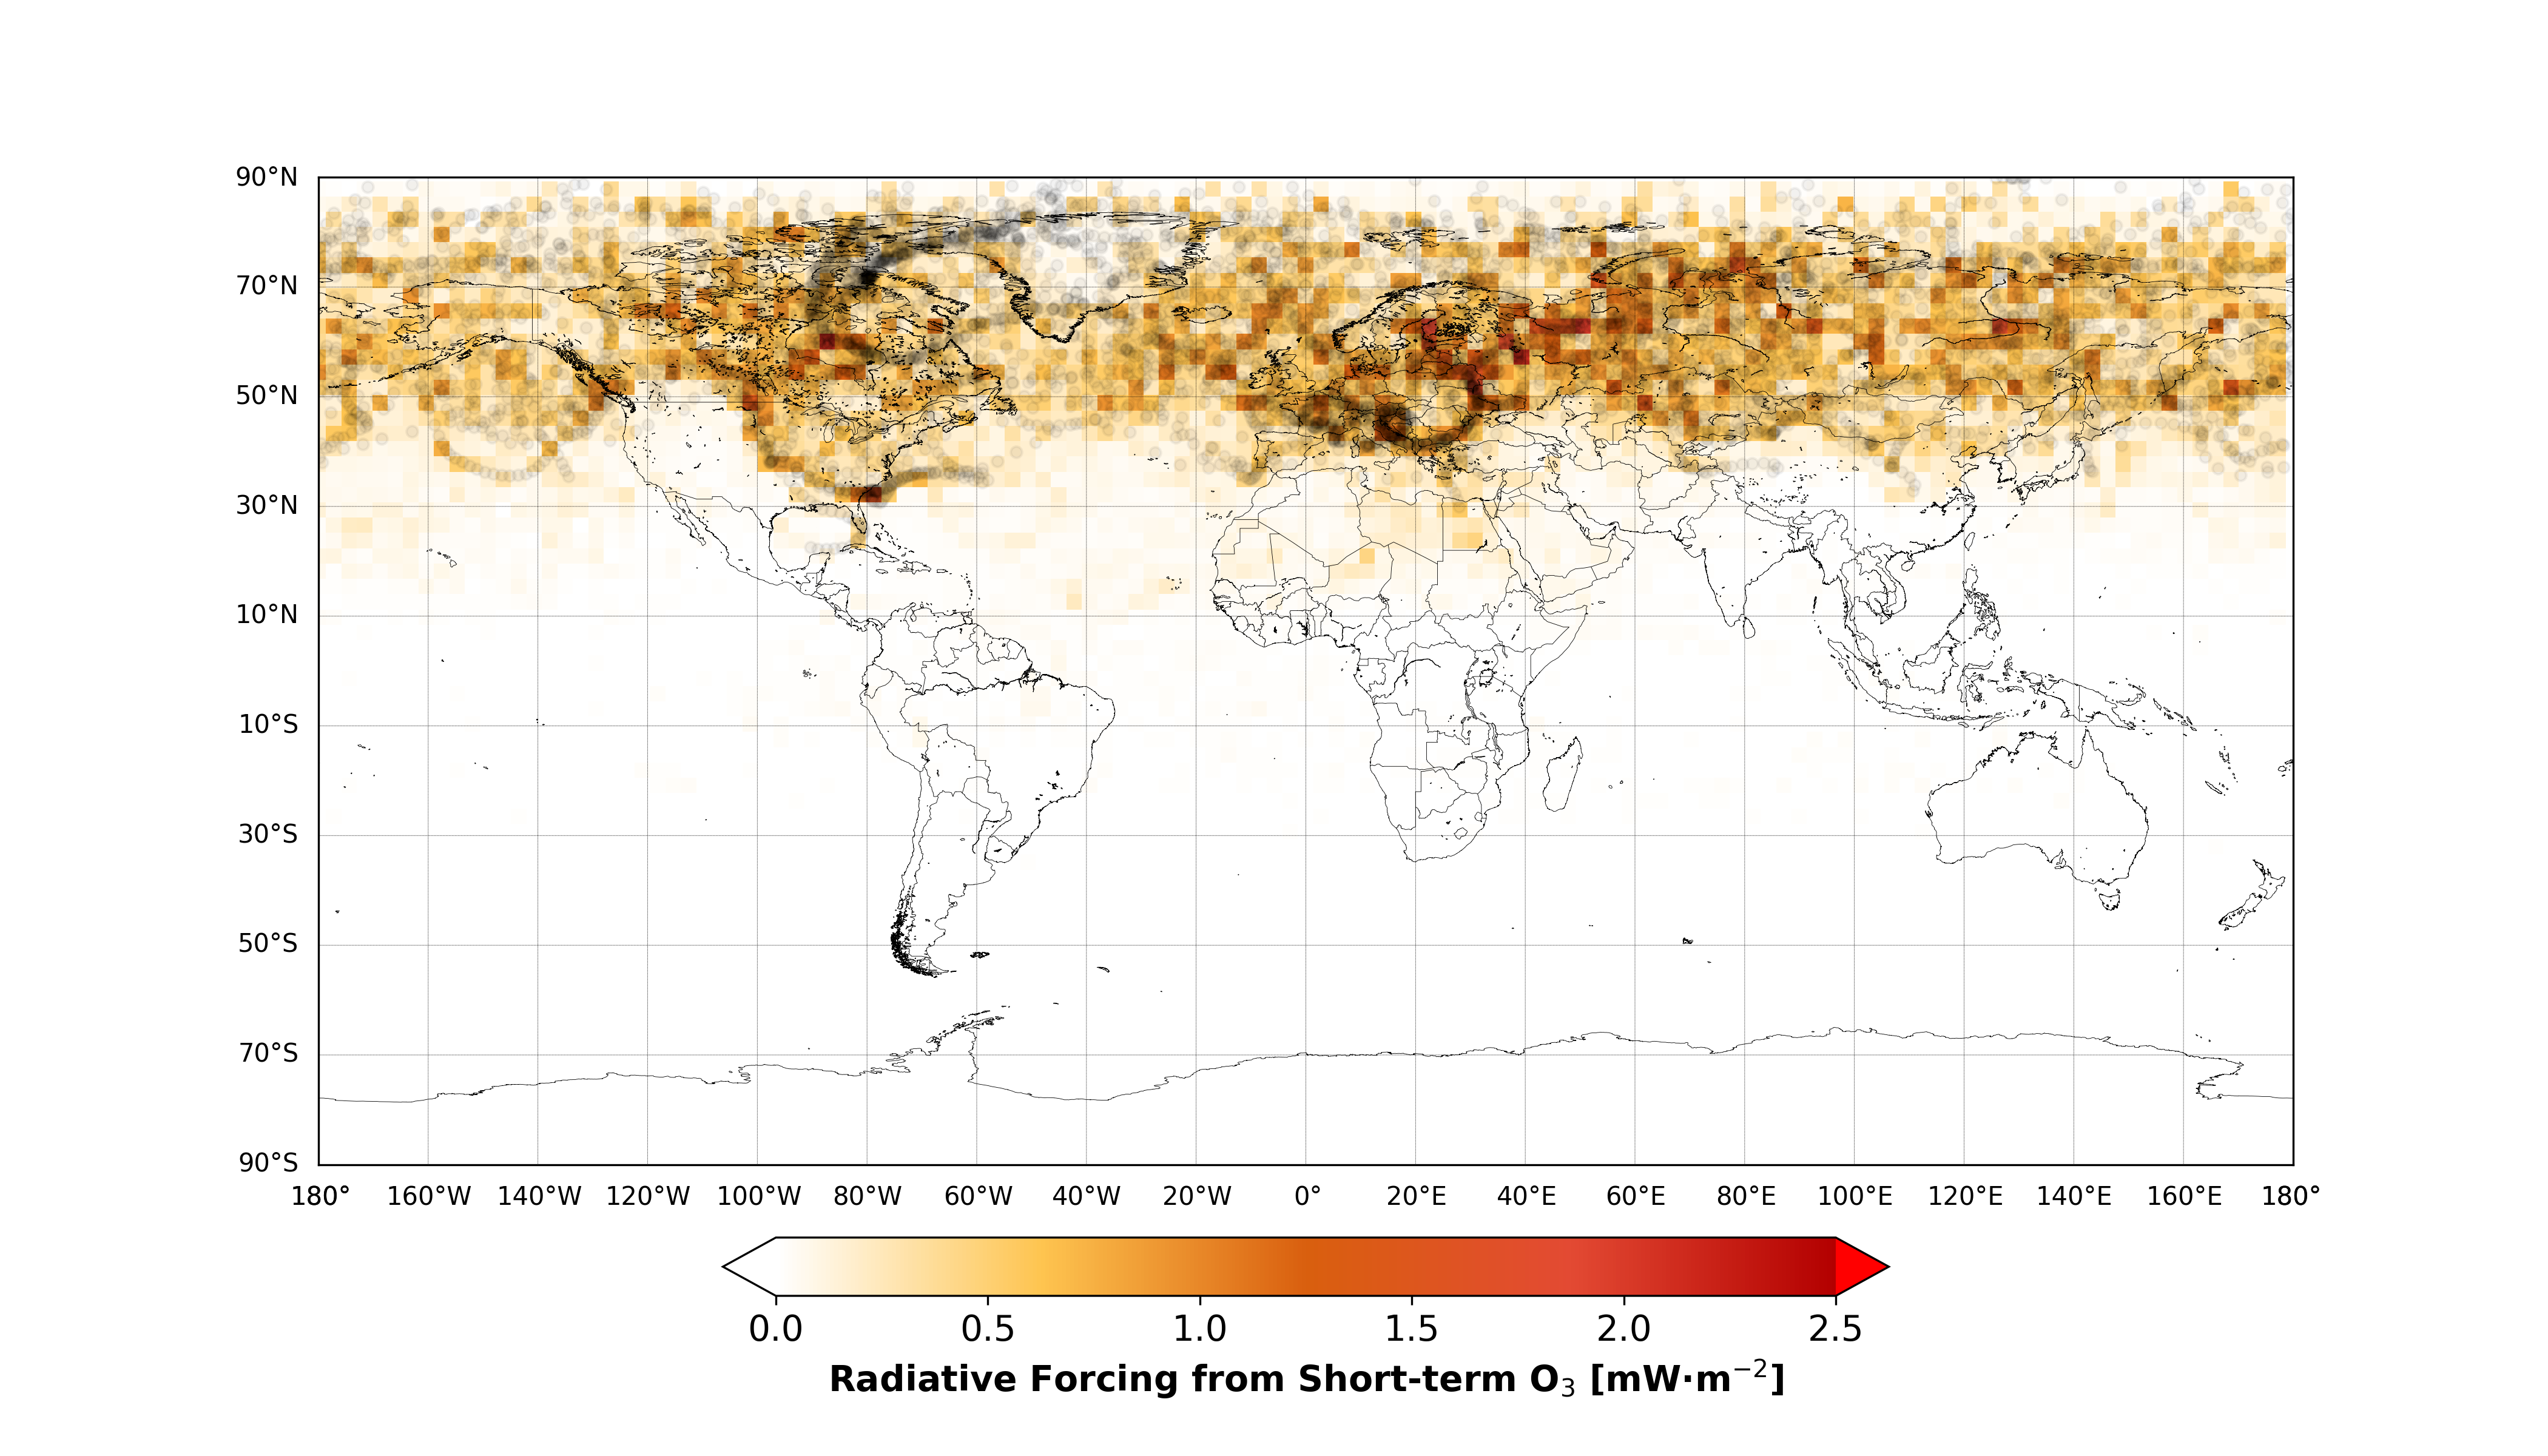 90°N
70°N
50°N
30°N
10°N
10°S
30°S
50°S
70°S
90°S
180° 160°W 140°W 120°W 100°W 80°W 60°W 40°W 20°W 0° 20°E 40°E 60°E 80°E 100°E 120°E 140°E 160°E 180°
0.0 0.5 1.0 1.5 2.0 2.5
Radiative Forcing from Short-term O₃ [mW·m⁻²]